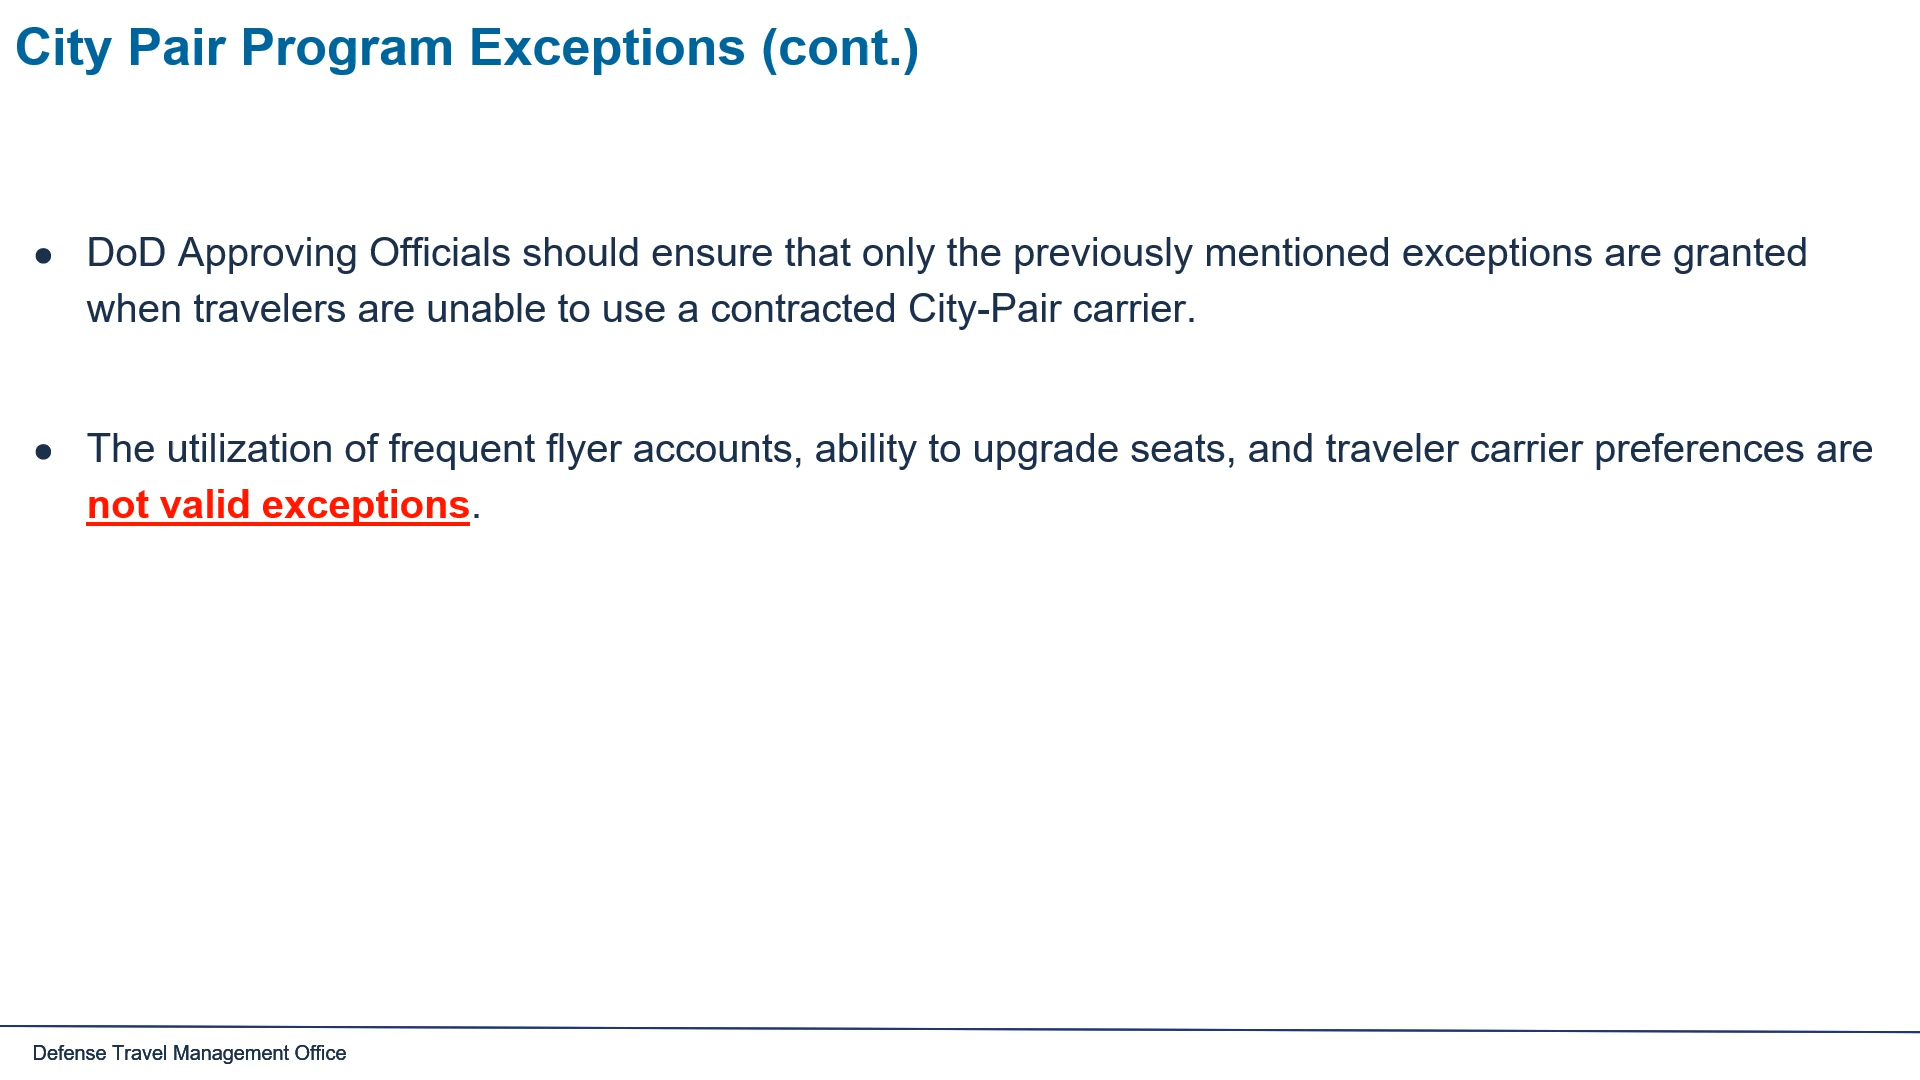 City Pair Program Exceptions (cont.)
● DoD Approving Officials should ensure that only the previously mentioned exceptions are granted
when travelers are unable to use a contracted City-Pair carrier.
● The utilization of frequent flyer accounts, ability to upgrade seats, and traveler carrier preferences are
not valid exceptions.
Defense Travel Management Office